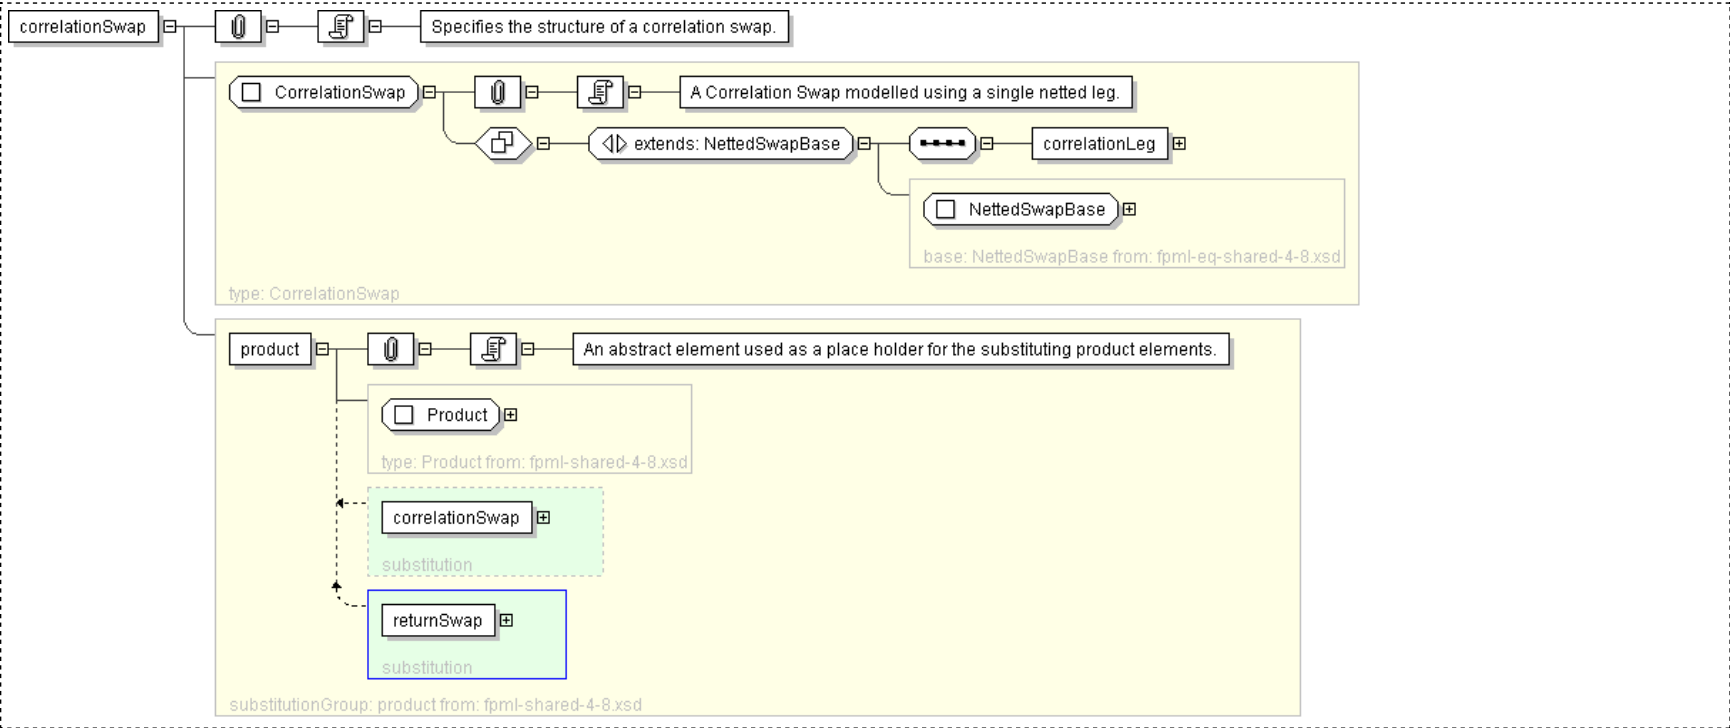 correlationSwap Specifies the structure of a correlation swap.
CorrelationSwap A Correlation Swap modelled using a single netted leg.
extends: NettedSwapBase correlationLeg
NettedSwapBase
base: NettedSwapBase from: fpml-eq-shared-4-8.xsd
type: CorrelationSwap
product An abstract element used as a place holder for the substituting product elements.
Product
type: Product from: fpml-shared-4-8.xsd
correlationSwap
substitution
returnSwap
substitution
substitutionGroup: product from: fpml-shared-4-8.xsd